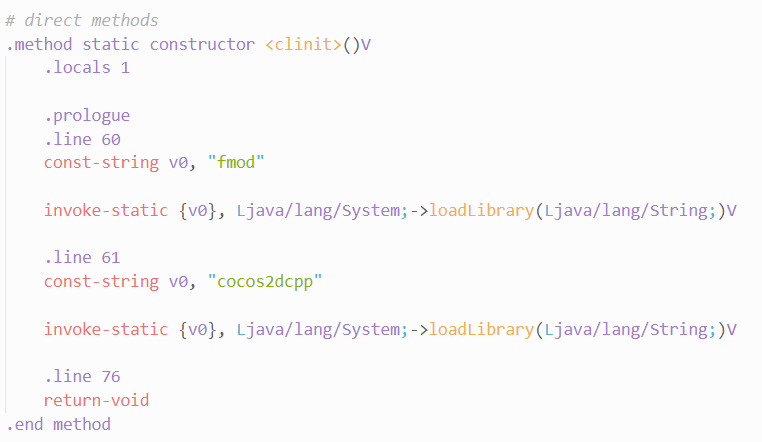 # direct methods
.method static constructor <clinit>()V
.locals 1
.prologue
.line 60
const-string v0, "fmod"
invoke-static {v0}, Ljava/lang/System;->loadLibrary(Ljava/lang/String;)V
.line 61
const-string v0, "cocos2dcpp"
invoke-static {v0}, Ljava/lang/System;->loadLibrary(Ljava/lang/String;)V
.line 76
return-void
.end method